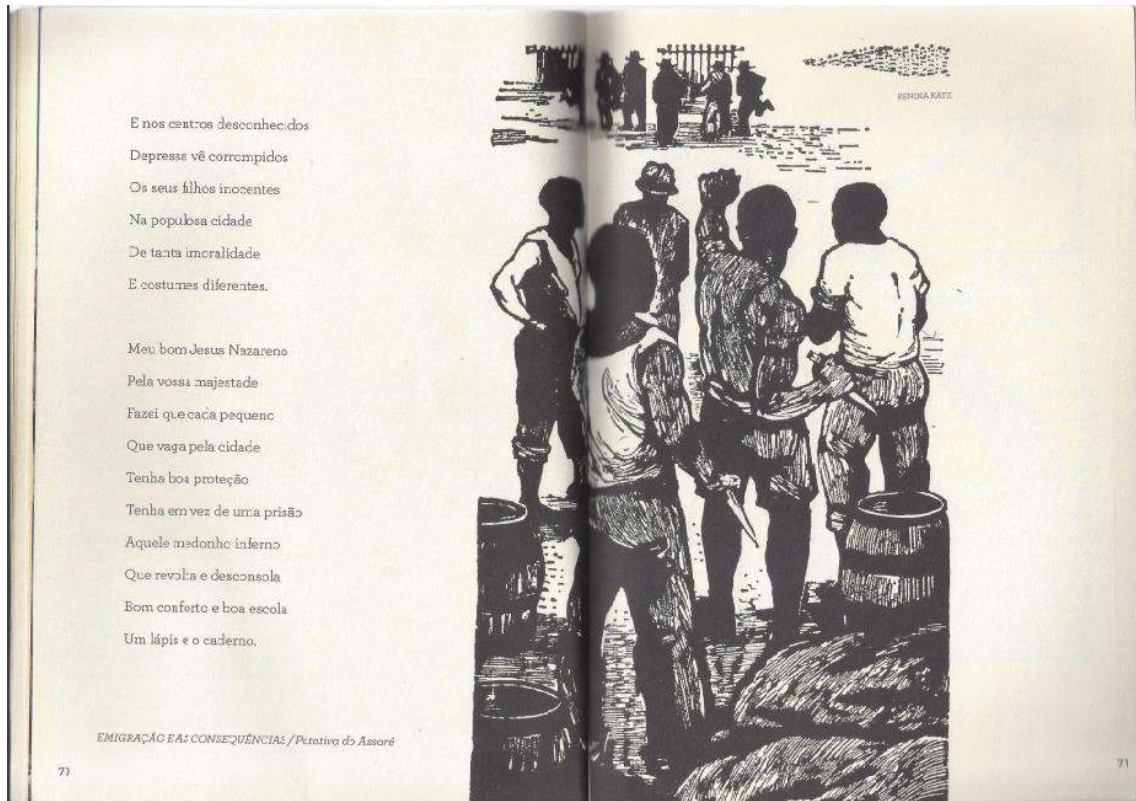 E nos centros desconhecidos
Depressa vê corrompidos
Os seus filhos inocentes
Na populosa cidade
De tanta imoralidade
E costumes diferentes.
Meu bom Jesus Nazareno
Pela vossa majestade
Fazei que cada pequeno
Que vaga pela cidade
Tenha boa proteção
Tenha em vez de uma prisão
Aquele medonho inferno
Que revolta e desconsola
Bom conforto e boa escola
Um lápis e o caderno.
EMIGRAÇÃO E AS CONSEQUÊNCIAS / Patativa do Assaré
RENINA KATZ
71